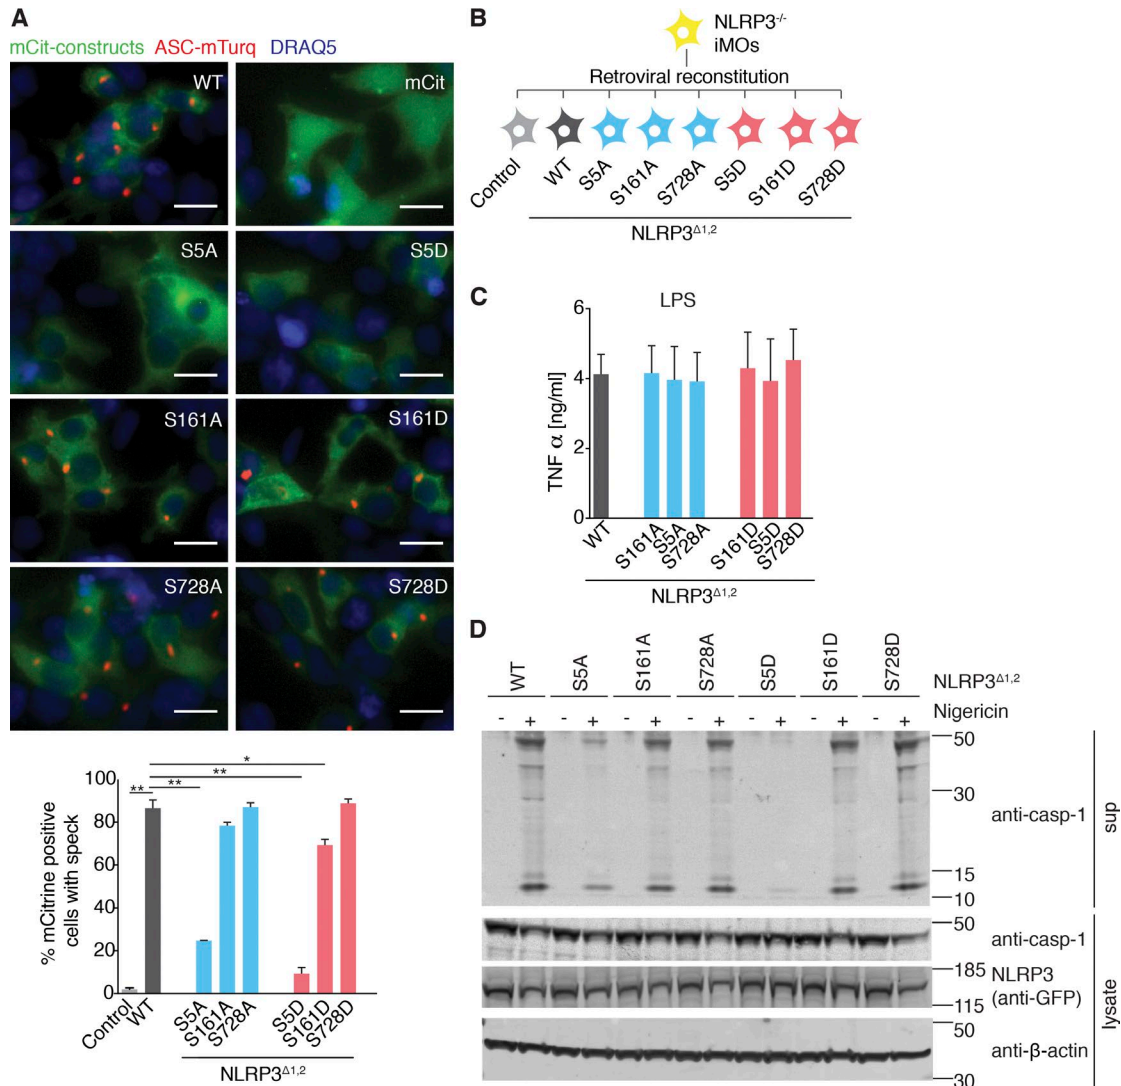 A
mCit-constructs ASC-mTurq DRAQ5
WT
mCit
S5A
S5D
S161A
S161D
S728A
S728D
% mCitrine positive
cells with speck
100
80
60
40
20
0
*
**
** **
Control
WT
S5A
S161A
S728A
S5D
S161D
S728D
NLRP3Δ1,2
B
NLRP3-/-
iMOs
Retroviral reconstitution
Control
WT
S5A
S161A
S728A
S5D
S161D
S728D
NLRP3Δ1,2
C
LPS
TNF α [ng/ml]
6
4
2
0
WT
S161A
S5A
S728A
S161D
S5D
S728D
NLRP3Δ1,2
D
WT
S5A
S161A
S728A
S5D
S161D
S728D
NLRP3Δ1,2
- + - + - + - + - + - + - + Nigericin
50
30
15
10
anti-casp-1
sup
50
anti-casp-1
185
115
NLRP3
(anti-GFP)
50
30
anti-β-actin
lysate